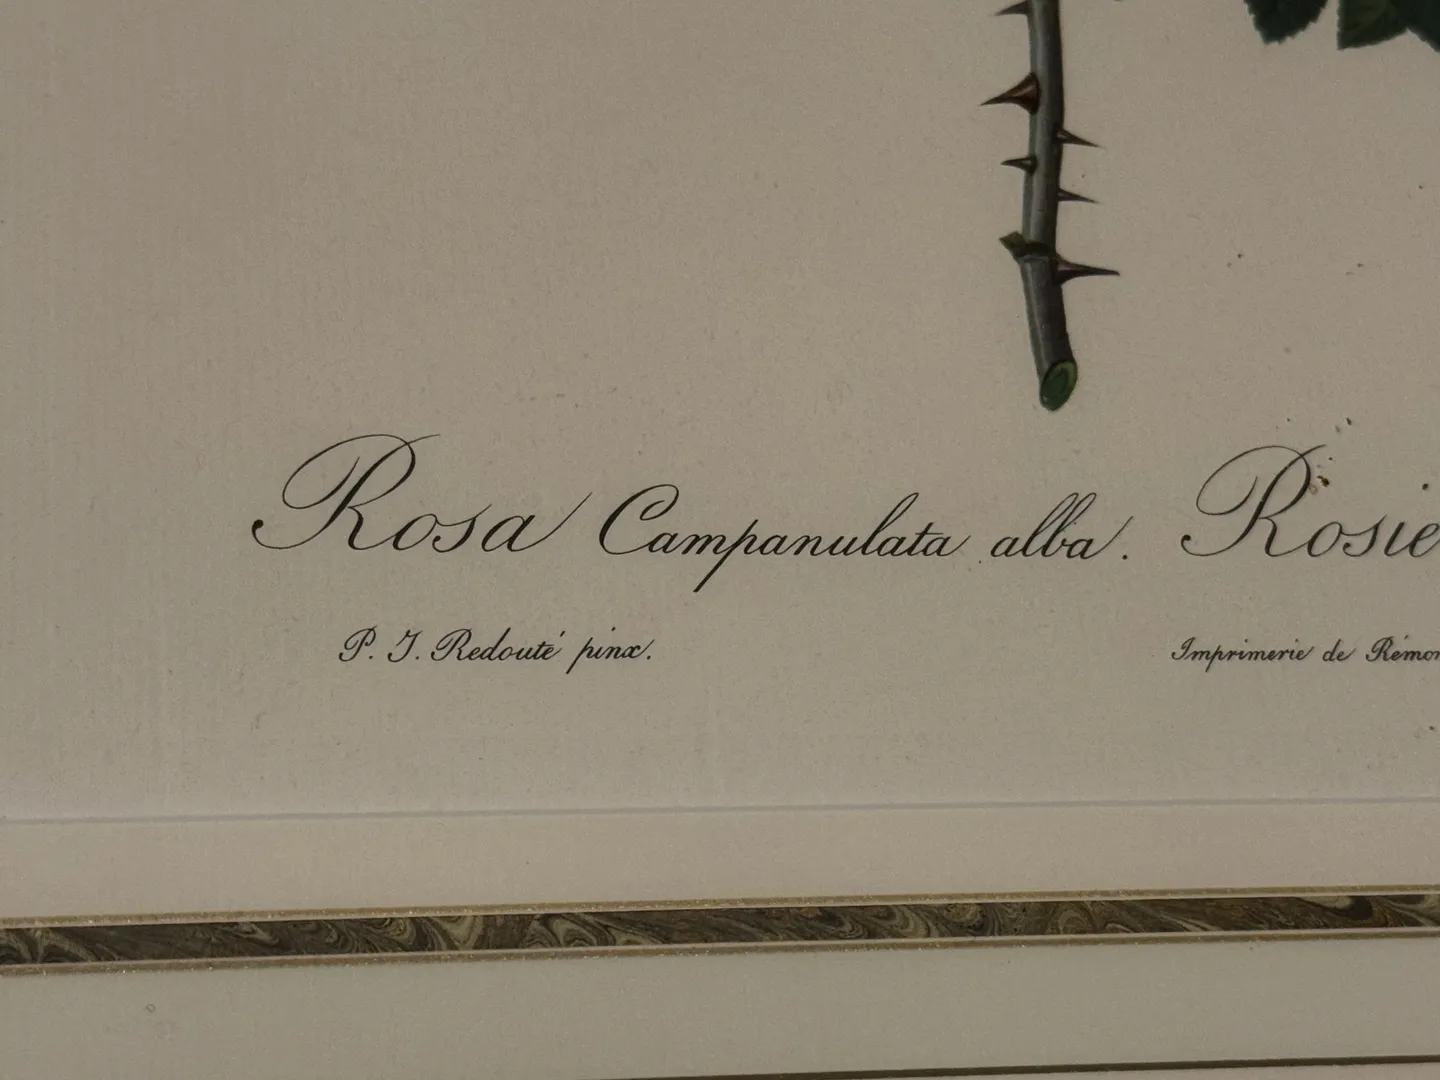 Rosa Campanulata alba. Rosie
P. J. Redouté pinx. Imprimerie de Rémon